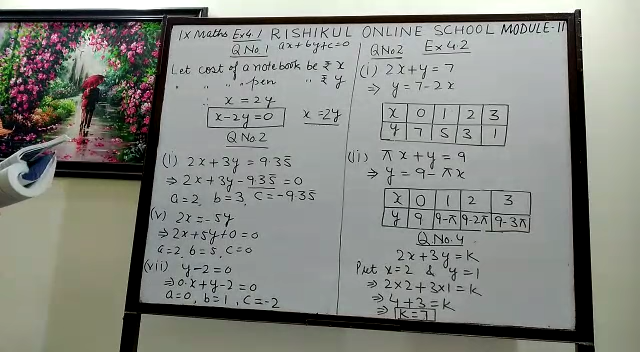 IX Maths Ex 4.1 RISHIKUL ONLINE SCHOOL MODULE-11
Q.No.1 ax+by+c=0
Let cost of a notebook be ₹ x
" " " pen " ₹ y
∴ x = 2y
x-2y=0 x=2y
Q.No.2
(i) 2x+3y=9.35̅
⇒ 2x+3y-9.35̅=0
a=2, b=3, c=-9.35̅
(v) 2x=-5y
⇒ 2x+5y+0=0
a=2, b=5, c=0
(vii) y-2=0
⇒ 0.x+y-2=0
a=0, b=1, c=-2
Q.No.2 Ex 4.2
(i) 2x+y=7
⇒ y=7-2x
x 0 1 2 3
y 7 5 3 1
(ii) πx+y=9
⇒ y=9-πx
x 0 1 2 3
y 9 9-π 9-2π 9-3π
Q.No.4
2x+3y=k
Put x=2 & y=1
⇒ 2×2+3×1=k
⇒ 4+3=k
⇒ k=7